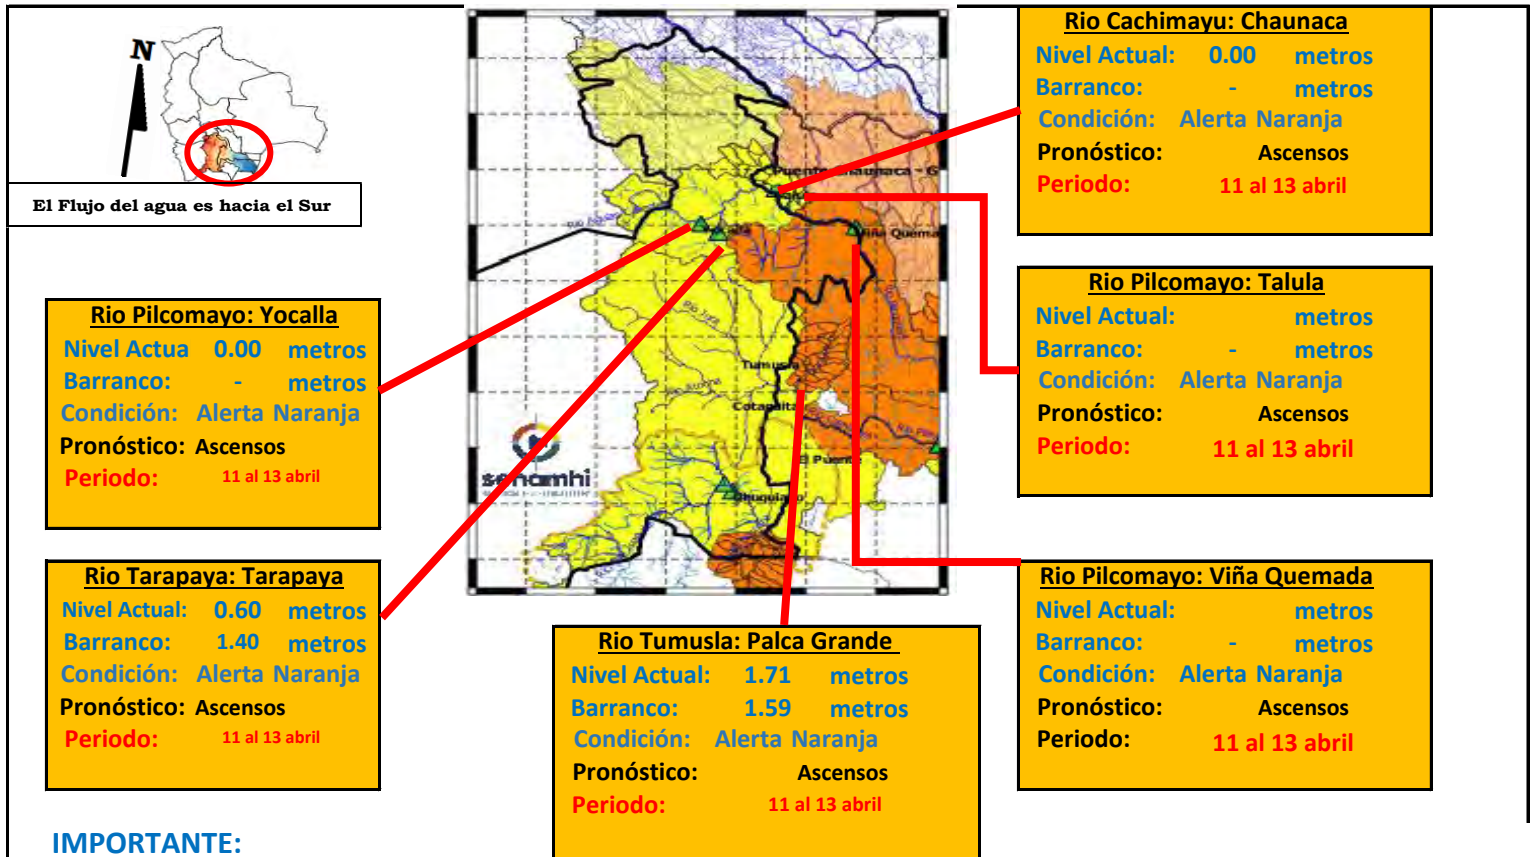 N
El Flujo del agua es hacia el Sur
Rio Pilcomayo: Yocalla
Nivel Actua 0.00 metros
Barranco: - metros
Condición: Alerta Naranja
Pronóstico: Ascensos
Periodo: 11 al 13 abril
Rio Tarapaya: Tarapaya
Nivel Actual: 0.60 metros
Barranco: 1.40 metros
Condición: Alerta Naranja
Pronóstico: Ascensos
Periodo: 11 al 13 abril
IMPORTANTE:
Viña Quema
Tumusla
Cotagaita
El Puente
senamhi
Rio Tumusla: Palca Grande
Nivel Actual: 1.71 metros
Barranco: 1.59 metros
Condición: Alerta Naranja
Pronóstico: Ascensos
Periodo: 11 al 13 abril
Rio Cachimayu: Chaunaca
Nivel Actual: 0.00 metros
Barranco: - metros
Condición: Alerta Naranja
Pronóstico: Ascensos
Periodo: 11 al 13 abril
Rio Pilcomayo: Talula
Nivel Actual: metros
Barranco: - metros
Condición: Alerta Naranja
Pronóstico: Ascensos
Periodo: 11 al 13 abril
Rio Pilcomayo: Viña Quemada
Nivel Actual: metros
Barranco: - metros
Condición: Alerta Naranja
Pronóstico: Ascensos
Periodo: 11 al 13 abril